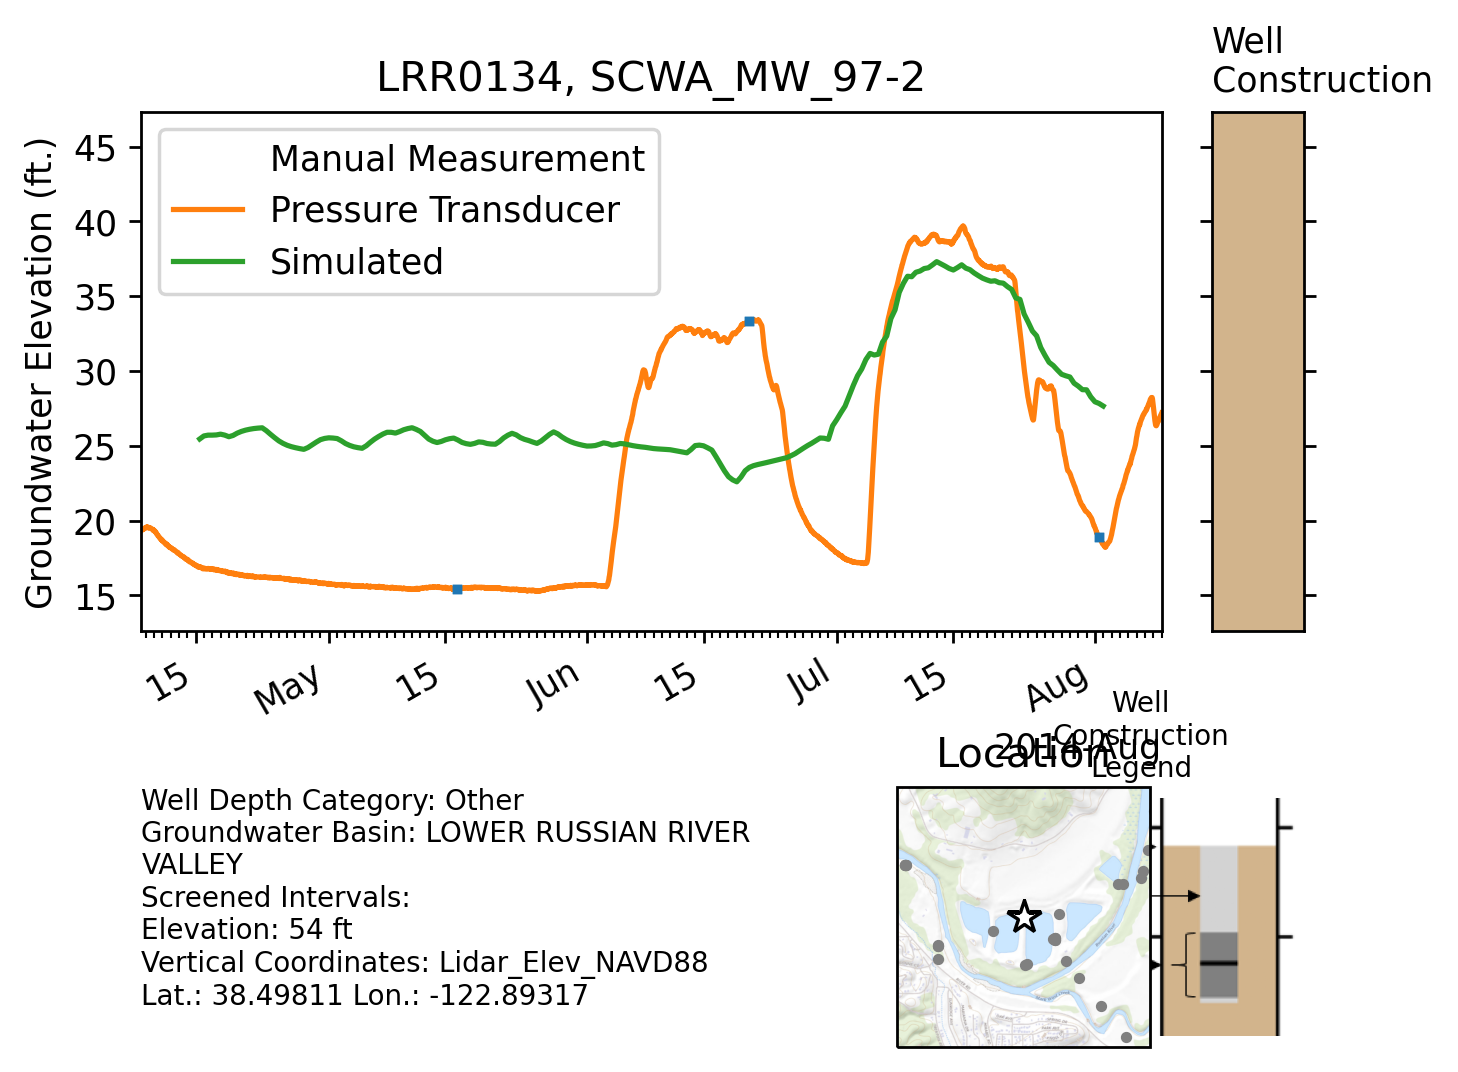 Well
Construction
LRR0134, SCWA_MW_97-2
Groundwater Elevation (ft.)
45
40
35
30
25
20
15
Manual Measurement
Pressure Transducer
Simulated
15
May
15
Jun
15
Jul
15
Aug
2014-Aug
Location
Well
Construction
Legend
Well Depth Category: Other
Groundwater Basin: LOWER RUSSIAN RIVER
VALLEY
Screened Intervals:
Elevation: 54 ft
Vertical Coordinates: Lidar_Elev_NAVD88
Lat.: 38.49811 Lon.: -122.89317